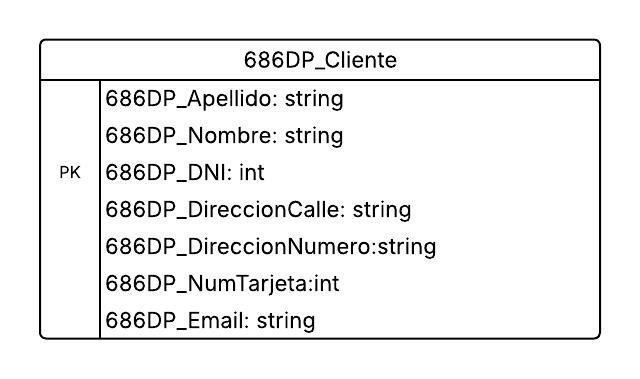 686DP_Cliente
686DP_Apellido: string
686DP_Nombre: string
PK 686DP_DNI: int
686DP_DireccionCalle: string
686DP_DireccionNumero:string
686DP_NumTarjeta:int
686DP_Email: string